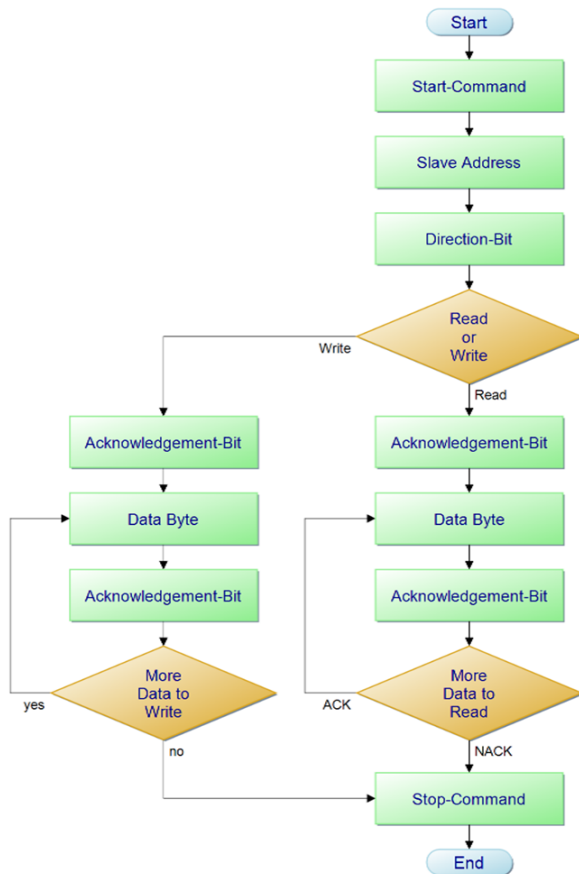 Start
Start-Command
Slave Address
Direction-Bit
Read
or
Write
Write
Read
Acknowledgement-Bit
Acknowledgement-Bit
Data Byte
Data Byte
Acknowledgement-Bit
Acknowledgement-Bit
More
Data to
Write
More
Data to
Read
yes
ACK
no
NACK
Stop-Command
End